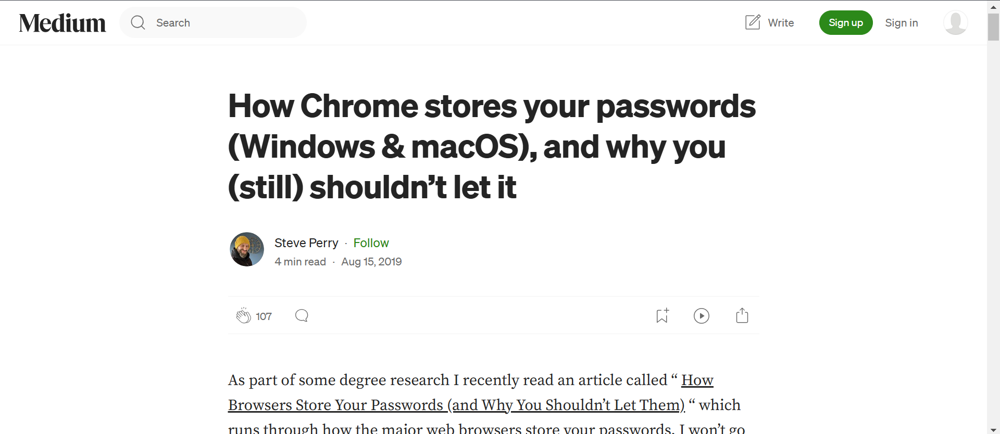 Medium
Search
Write
Sign up
Sign in
How Chrome stores your passwords
(Windows & macOS), and why you
(still) shouldn’t let it
Steve Perry · Follow
4 min read · Aug 15, 2019
107
As part of some degree research I recently read an article called “ How
Browsers Store Your Passwords (and Why You Shouldn’t Let Them) “ which
runs through how the major web browsers store your passwords. I won’t go